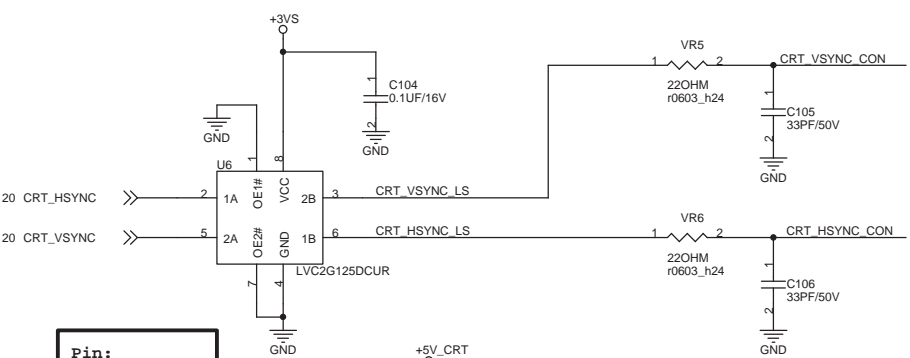 +3VS
VR5
1
2
CRT_VSYNC_CON
22OHM
r0603_h24
1
C104
0.1UF/16V
2
GND
1
C105
33PF/50V
2
GND
GND
U6
1
8
20 CRT_HSYNC
2
1A
OE1#
VCC
2B
3
CRT_VSYNC_LS
20 CRT_VSYNC
5
2A
OE2#
GND
1B
6
CRT_HSYNC_LS
LVC2G125DCUR
7
4
GND
VR6
1
2
CRT_HSYNC_CON
22OHM
r0603_h24
1
C106
33PF/50V
2
GND
Pin:
+5V_CRT